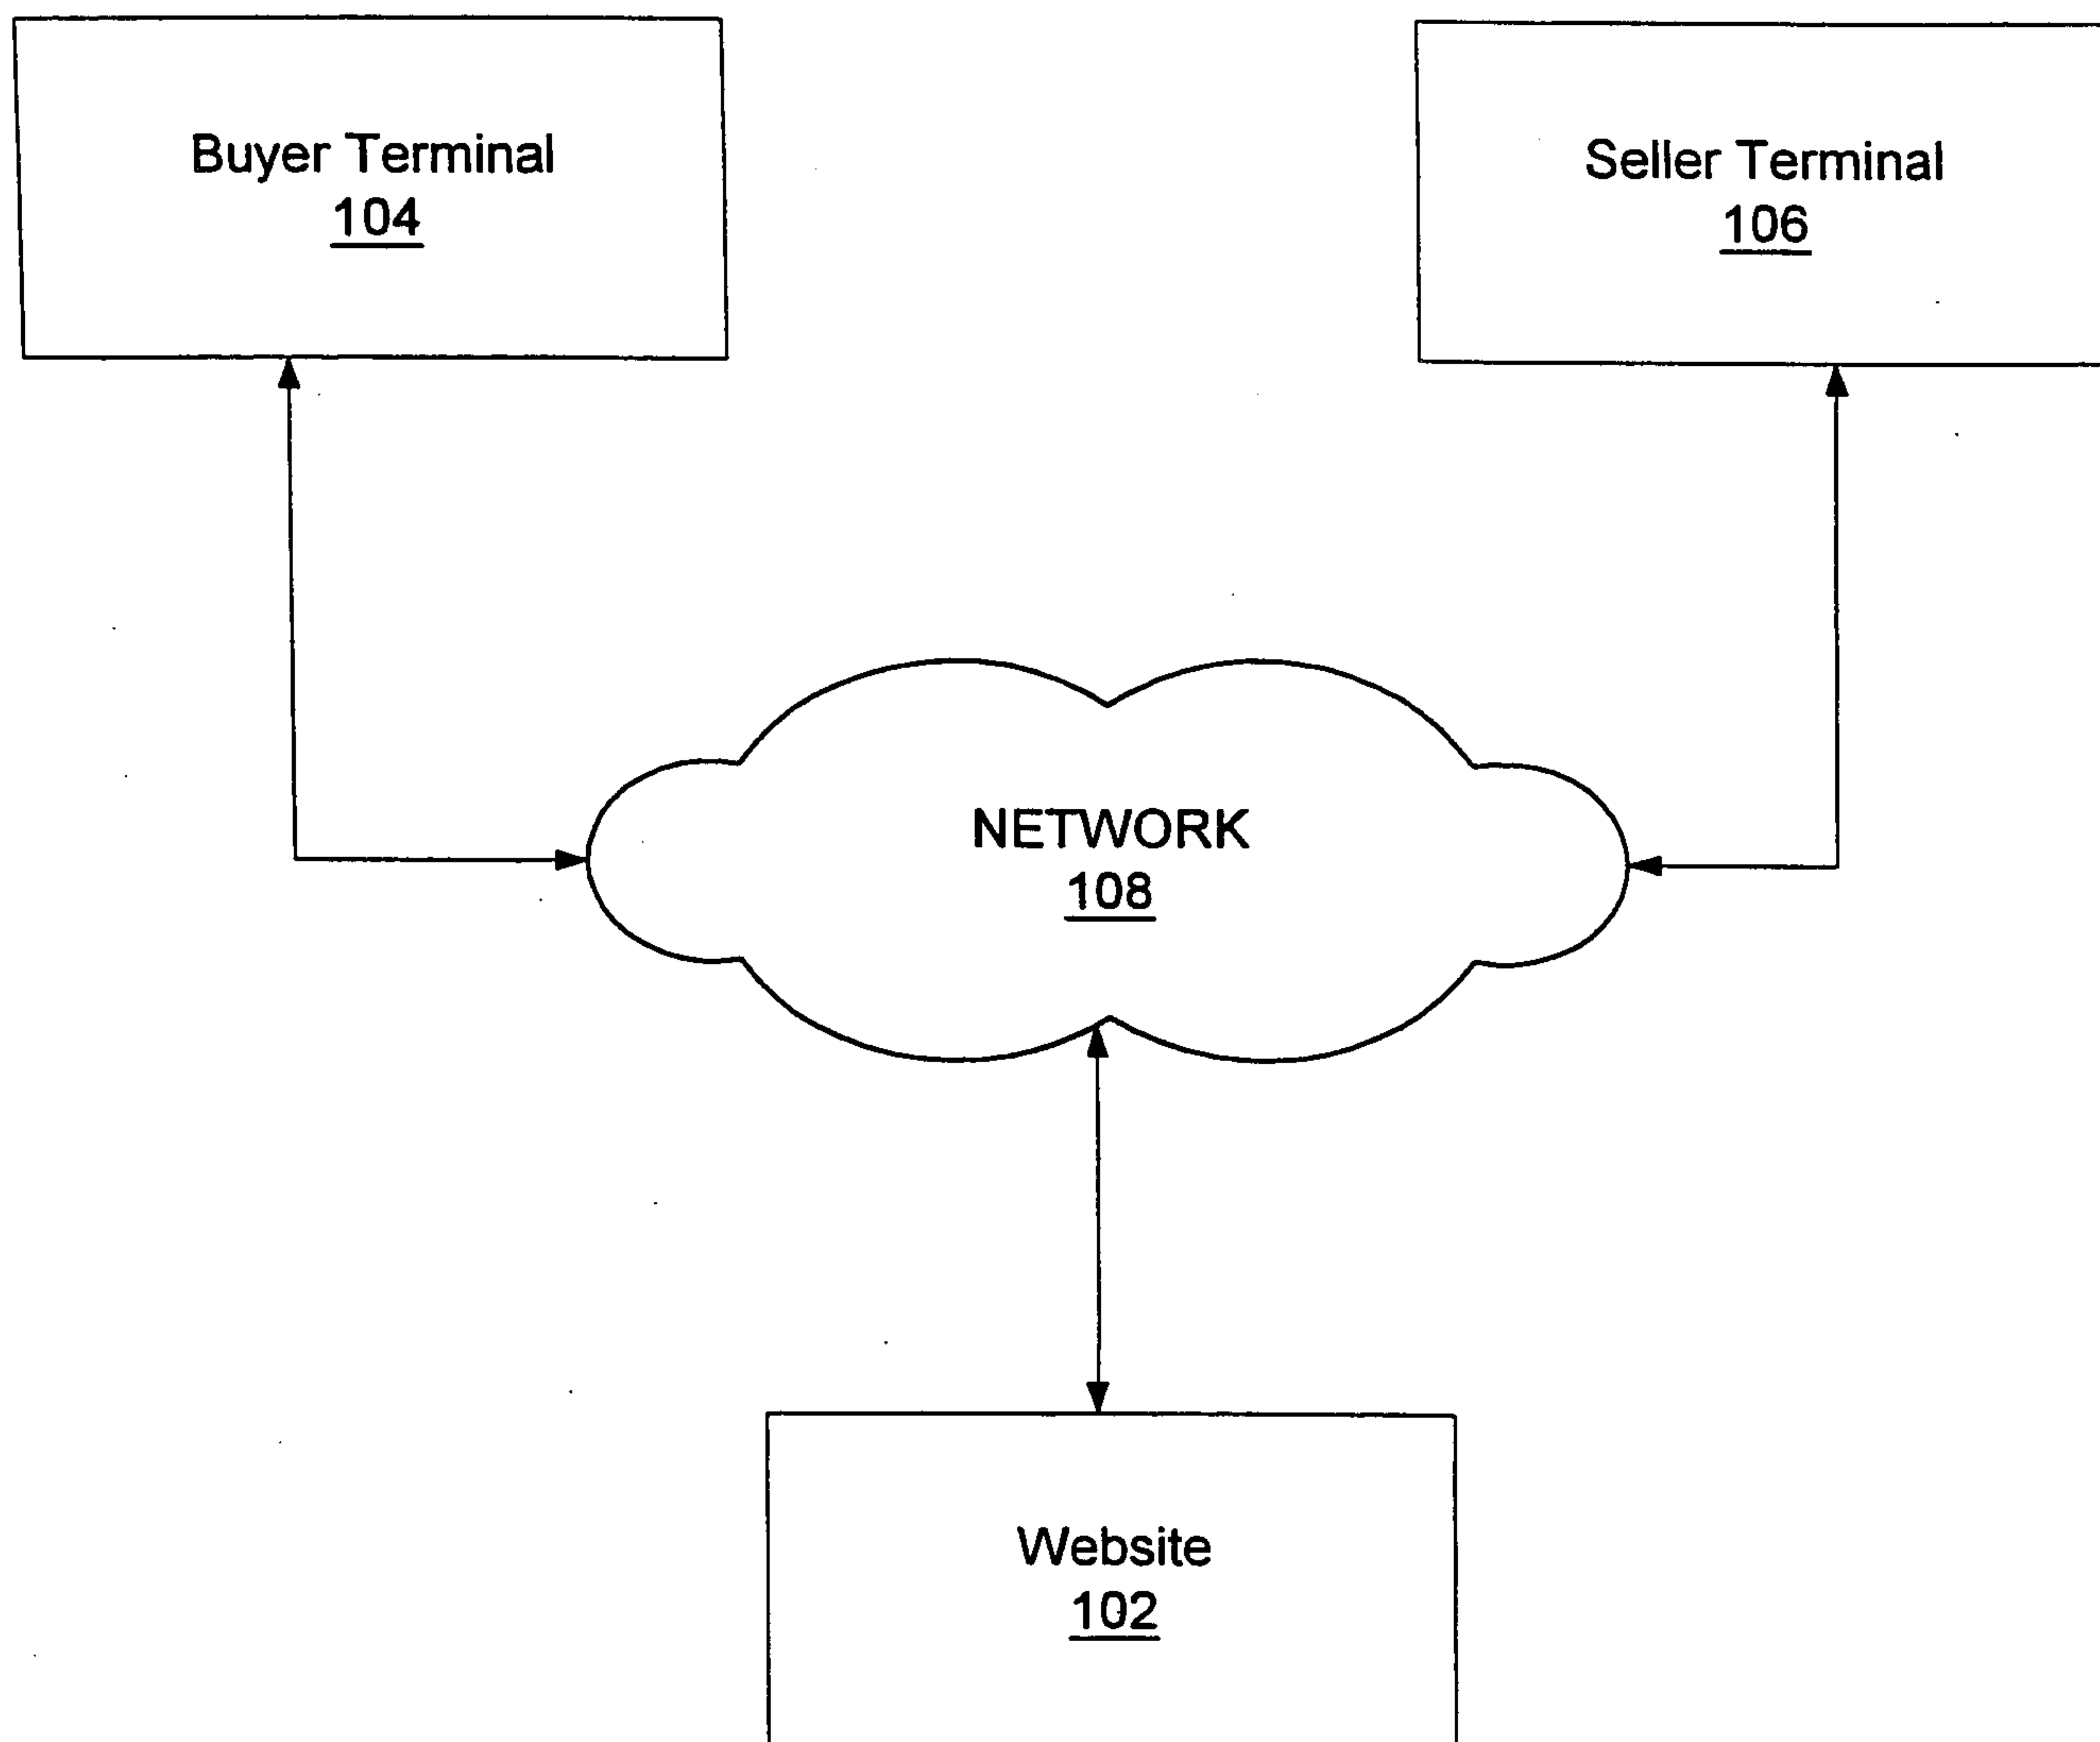 Buyer Terminal
104
Seller Terminal
106
NETWORK
108
Website
102